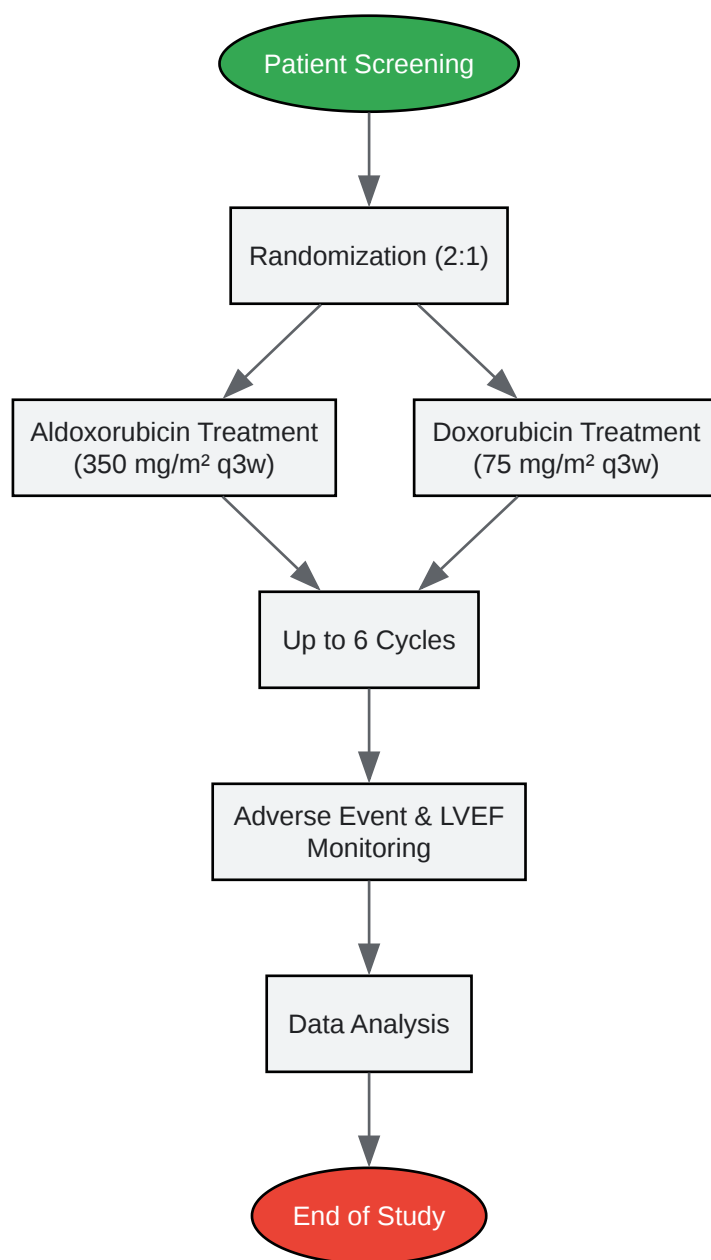 Patient Screening
Randomization (2:1)
Aldoxorubicin Treatment
(350 mg/m² q3w)
Doxorubicin Treatment
(75 mg/m² q3w)
Up to 6 Cycles
Adverse Event & LVEF
Monitoring
Data Analysis
End of Study